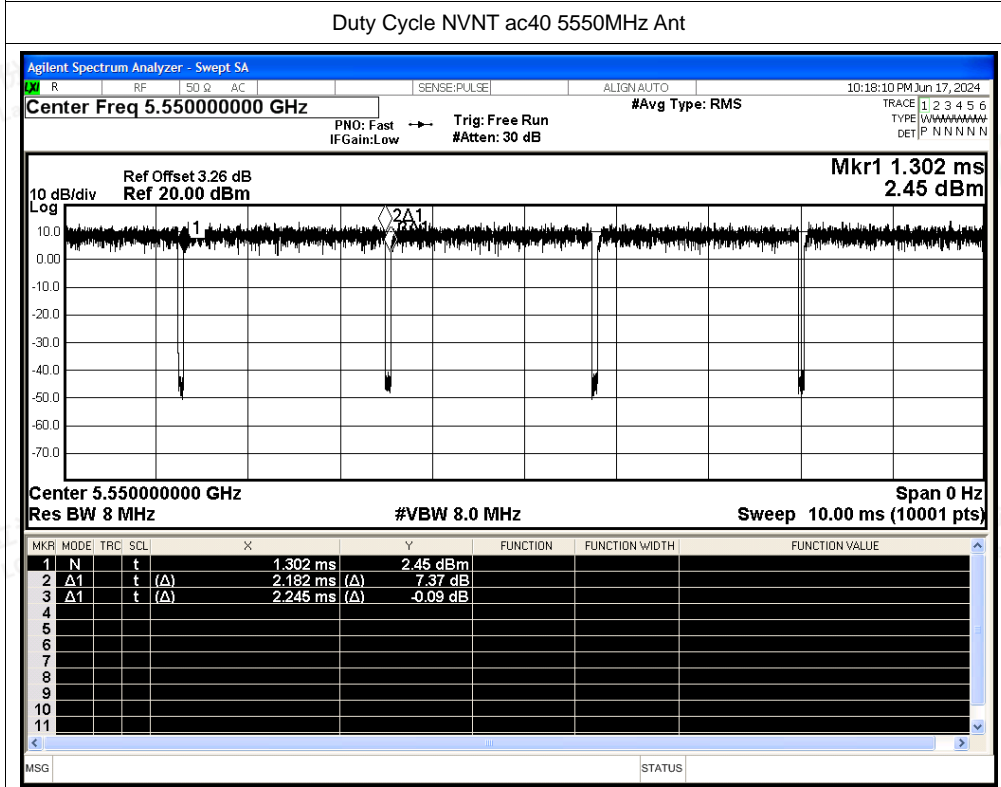 Duty Cycle NVNT ac40 5550MHz Ant
Agilent Spectrum Analyzer - Swept SA
LXI R RF 50 Ω AC SENSE:PULSE ALIGN AUTO 10:18:10 PM Jun 17, 2024
Center Freq 5.550000000 GHz #Avg Type: RMS TRACE 1 2 3 4 5 6
PNO: Fast Trig: Free Run TYPE WWWWWW
IFGain:Low #Atten: 30 dB DET P N N N N N
Mkr1 1.302 ms
2.45 dBm
Ref Offset 3.26 dB
10 dB/div Ref 20.00 dBm
Log
10.0
0.00
-10.0
-20.0
-30.0
-40.0
-50.0
-60.0
-70.0
1
2Δ1
Center 5.550000000 GHz Span 0 Hz
Res BW 8 MHz #VBW 8.0 MHz Sweep 10.00 ms (10001 pts)
MKR MODE TRC SCL X Y FUNCTION FUNCTION WIDTH FUNCTION VALUE
1 N t 1.302 ms 2.45 dBm
2 Δ1 t (Δ) 2.182 ms (Δ) 7.37 dB
3 Δ1 t (Δ) 2.245 ms (Δ) -0.09 dB
4
5
6
7
8
9
10
11
MSG STATUS